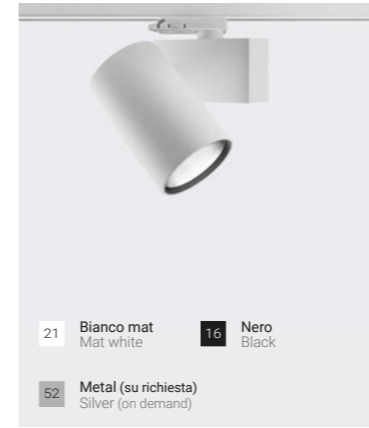 21 Bianco mat
Mat white
16 Nero
Black
52 Metal (su richiesta)
Silver (on demand)